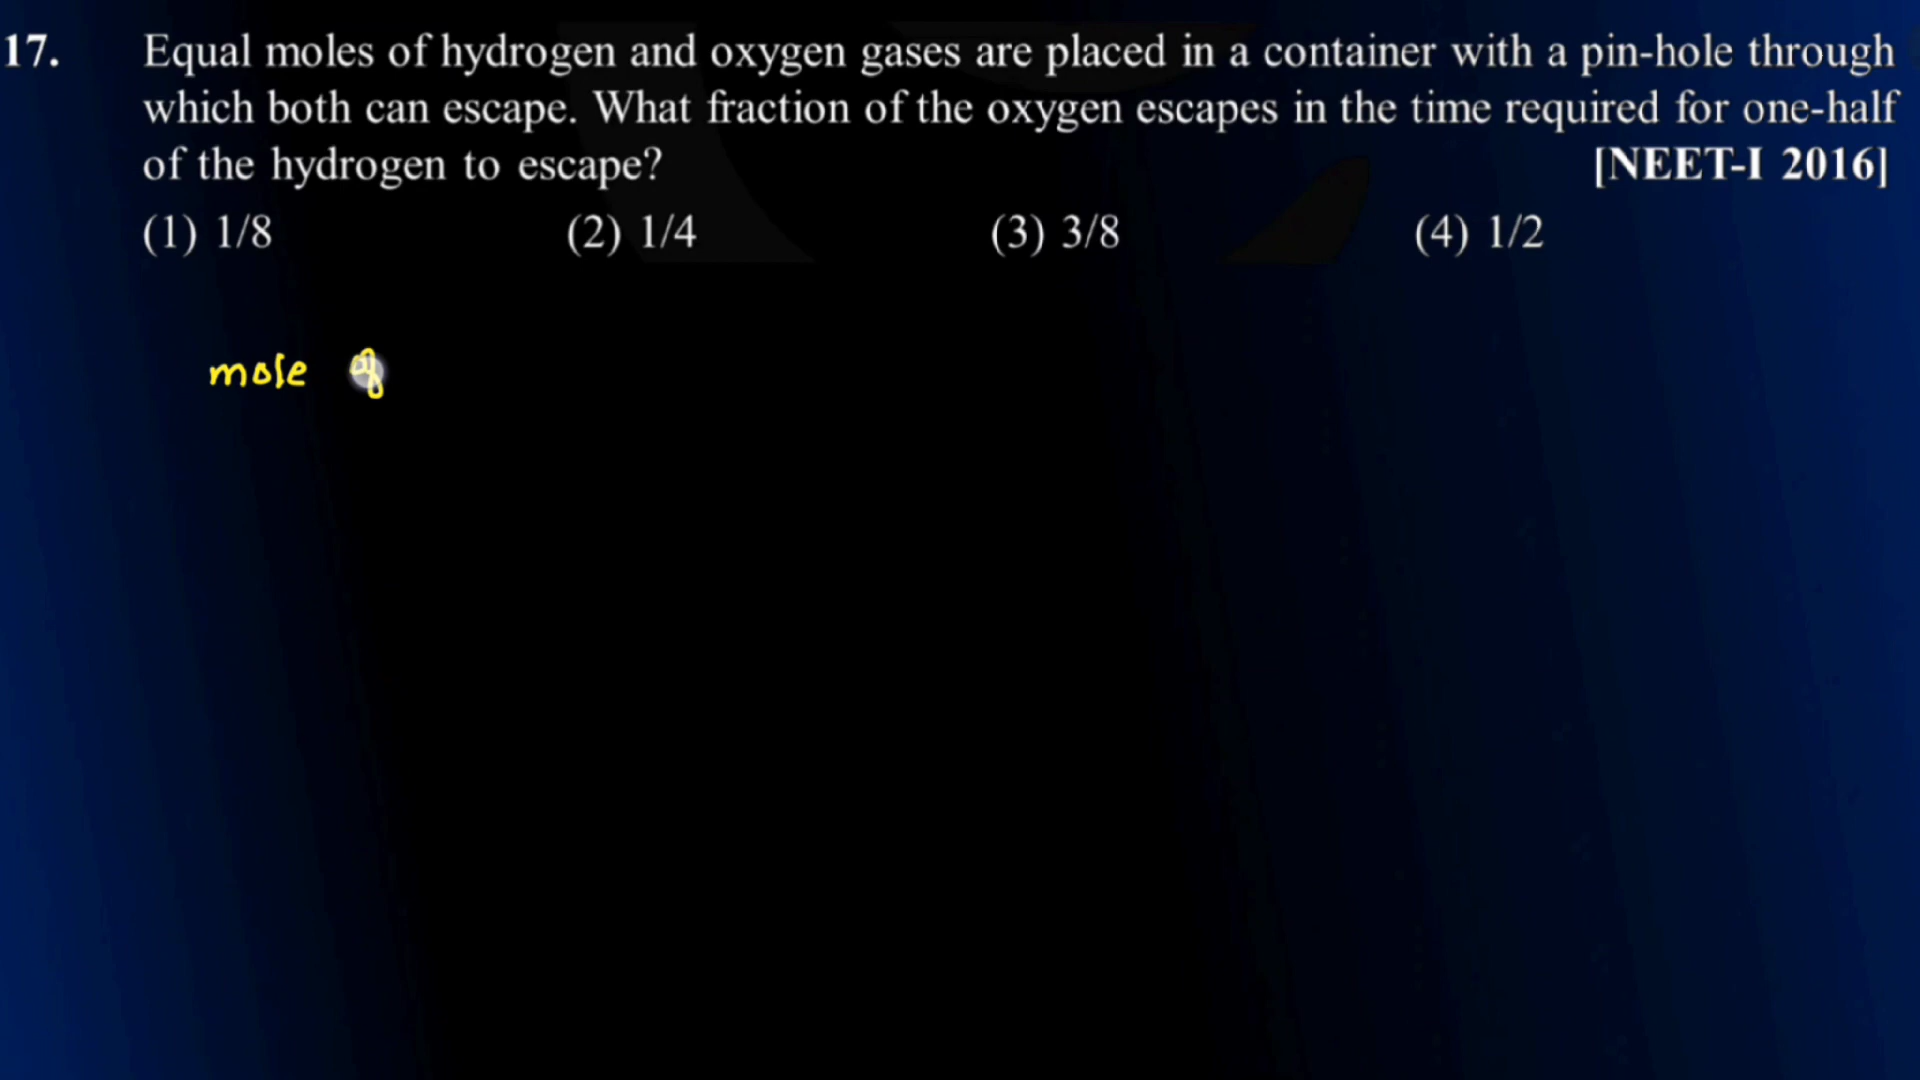 17. Equal moles of hydrogen and oxygen gases are placed in a container with a pin-hole through
which both can escape. What fraction of the oxygen escapes in the time required for one-half
of the hydrogen to escape? [NEET-I 2016]
(1) 1/8 (2) 1/4 (3) 3/8 (4) 1/2
mole of